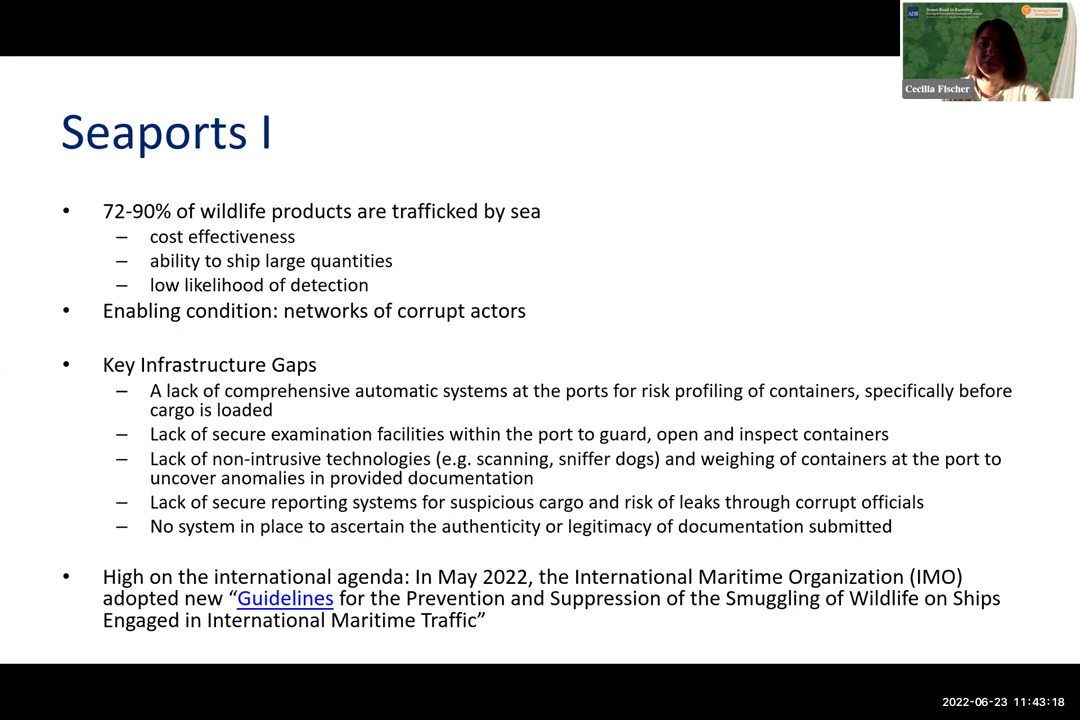 ADB
Green Road to Kunming
Cecilia Fischer
Seaports I
• 72-90% of wildlife products are trafficked by sea
– cost effectiveness
– ability to ship large quantities
– low likelihood of detection
• Enabling condition: networks of corrupt actors
• Key Infrastructure Gaps
– A lack of comprehensive automatic systems at the ports for risk profiling of containers, specifically before
cargo is loaded
– Lack of secure examination facilities within the port to guard, open and inspect containers
– Lack of non-intrusive technologies (e.g. scanning, sniffer dogs) and weighing of containers at the port to
uncover anomalies in provided documentation
– Lack of secure reporting systems for suspicious cargo and risk of leaks through corrupt officials
– No system in place to ascertain the authenticity or legitimacy of documentation submitted
• High on the international agenda: In May 2022, the International Maritime Organization (IMO)
adopted new “Guidelines for the Prevention and Suppression of the Smuggling of Wildlife on Ships
Engaged in International Maritime Traffic”
2022-06-23 11:43:18